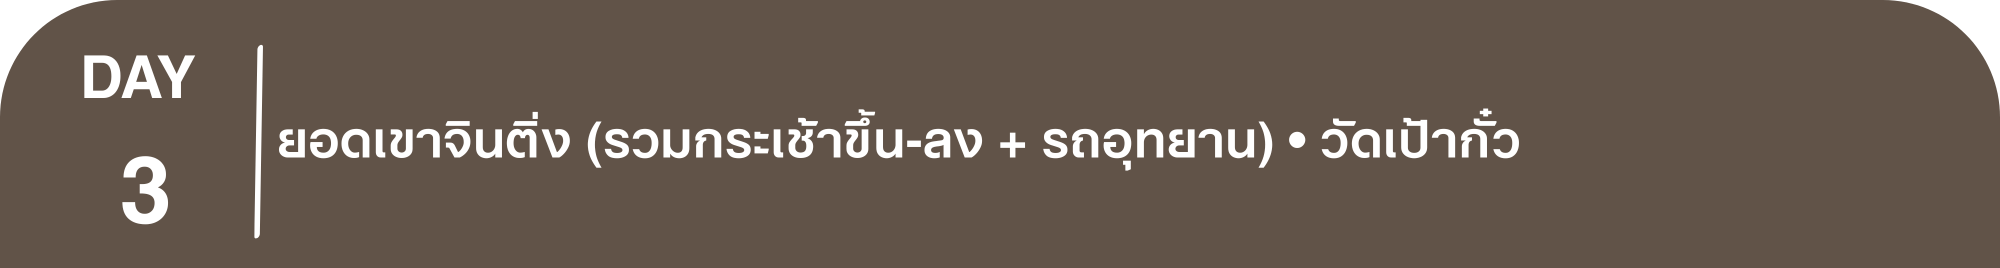 DAY
3
ยอดเขาจินติ่ง (รวมกระเช้าขึ้น-ลง + รถอุทยาน) • วัดเป้ากั๋ว